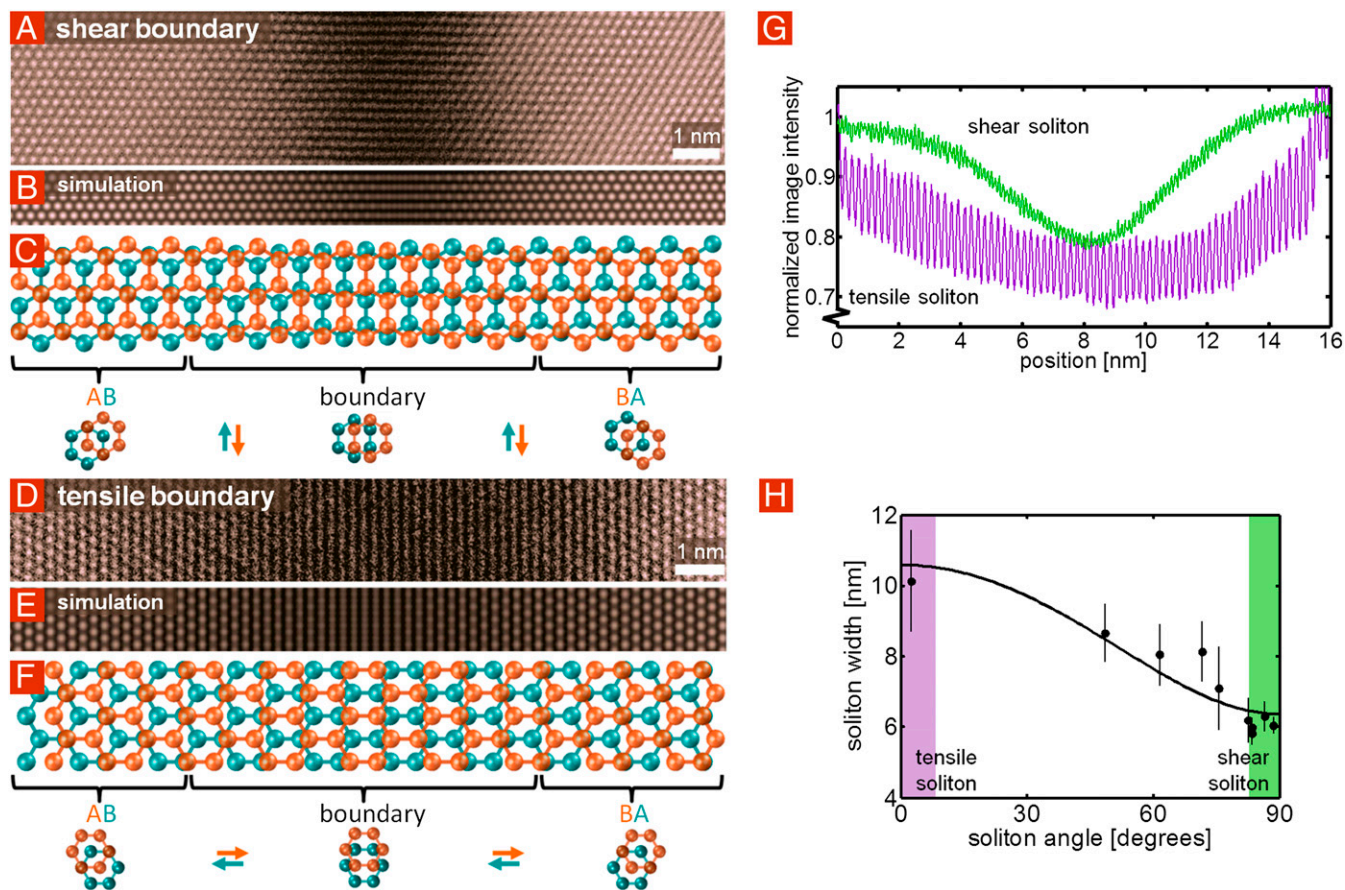 A shear boundary
1 nm
B simulation
C
AB
boundary
BA
D tensile boundary
1 nm
E simulation
F
AB
boundary
BA
G
normalized image intensity
1
0.9
0.8
0.7
shear soliton
tensile soliton
0 2 4 6 8 10 12 14 16
position [nm]
H
soliton width [nm]
12
10
8
6
4
tensile
soliton
shear
soliton
0 30 60 90
soliton angle [degrees]